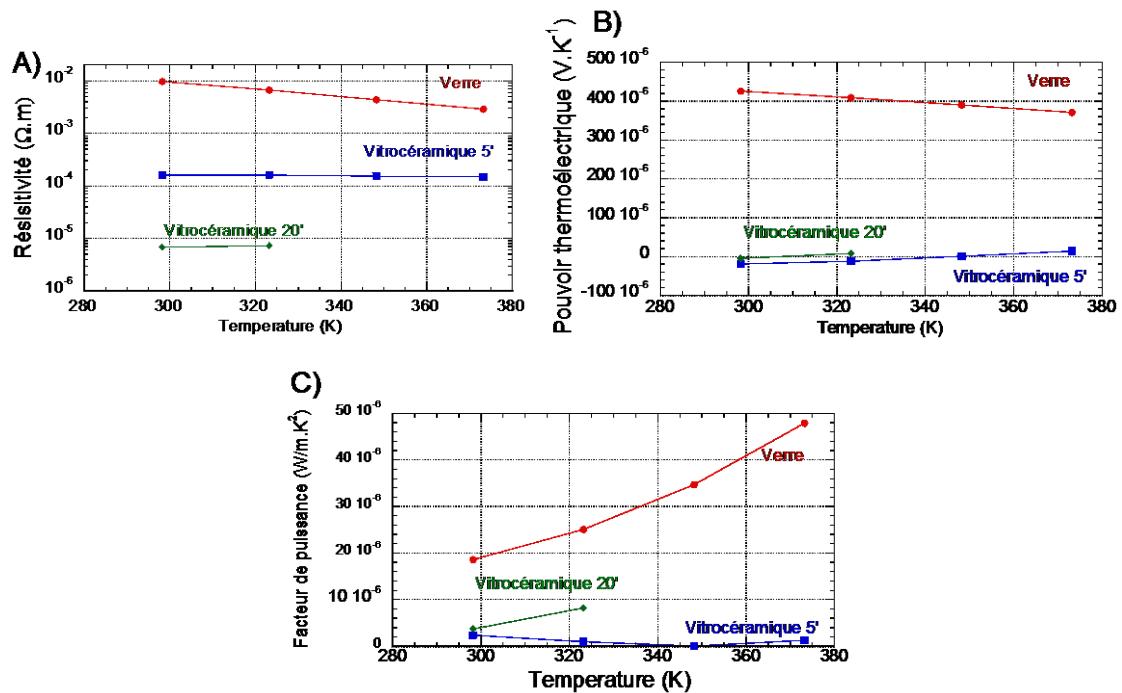 A)
Résisitivité (Ω.m)
10⁻²
10⁻³
10⁻⁴
10⁻⁵
10⁻⁶
Verre
Vitrocéramique 5'
Vitrocéramique 20'
280 300 320 340 360 380
Temperature (K)
B)
Pouvoir thermoélectrique (V.K⁻¹)
500 10⁻⁶
400 10⁻⁶
300 10⁻⁶
200 10⁻⁶
100 10⁻⁶
0
-100 10⁻⁶
Verre
Vitrocéramique 20'
Vitrocéramique 5'
280 300 320 340 360 380
Temperature (K)
C)
Facteur de puissance (W/m.K²)
50 10⁻⁶
40 10⁻⁶
30 10⁻⁶
20 10⁻⁶
10 10⁻⁶
0
Verre
Vitrocéramique 20'
Vitrocéramique 5'
280 300 320 340 360 380
Temperature (K)